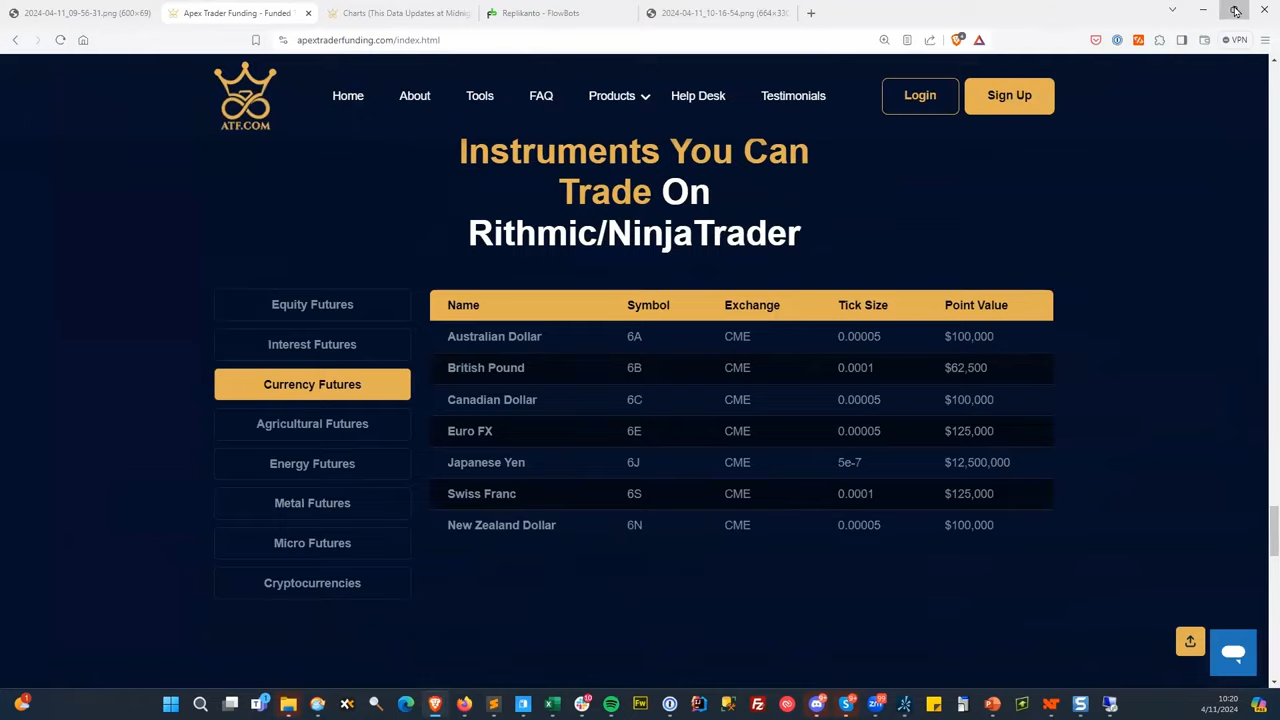 2024-04-11_09-56-31.png (600×69)
Apex Trader Funding - Funded
Charts (This Data Updates at Midnig
Replikanto – FlowBots
2024-04-11_10-16-54.png (664×330
apextraderfunding.com/index.html
VPN
ATF.COM
Home
About
Tools
FAQ
Products
Help Desk
Testimonials
Login
Sign Up
Instruments You Can
Trade On
Rithmic/NinjaTrader
Equity Futures
Interest Futures
Currency Futures
Agricultural Futures
Energy Futures
Metal Futures
Micro Futures
Cryptocurrencies
Name Symbol Exchange Tick Size Point Value
Australian Dollar 6A CME 0.00005 $100,000
British Pound 6B CME 0.0001 $62,500
Canadian Dollar 6C CME 0.00005 $100,000
Euro FX 6E CME 0.00005 $125,000
Japanese Yen 6J CME 5e-7 $12,500,000
Swiss Franc 6S CME 0.0001 $125,000
New Zealand Dollar 6N CME 0.00005 $100,000
10:20
4/11/2024